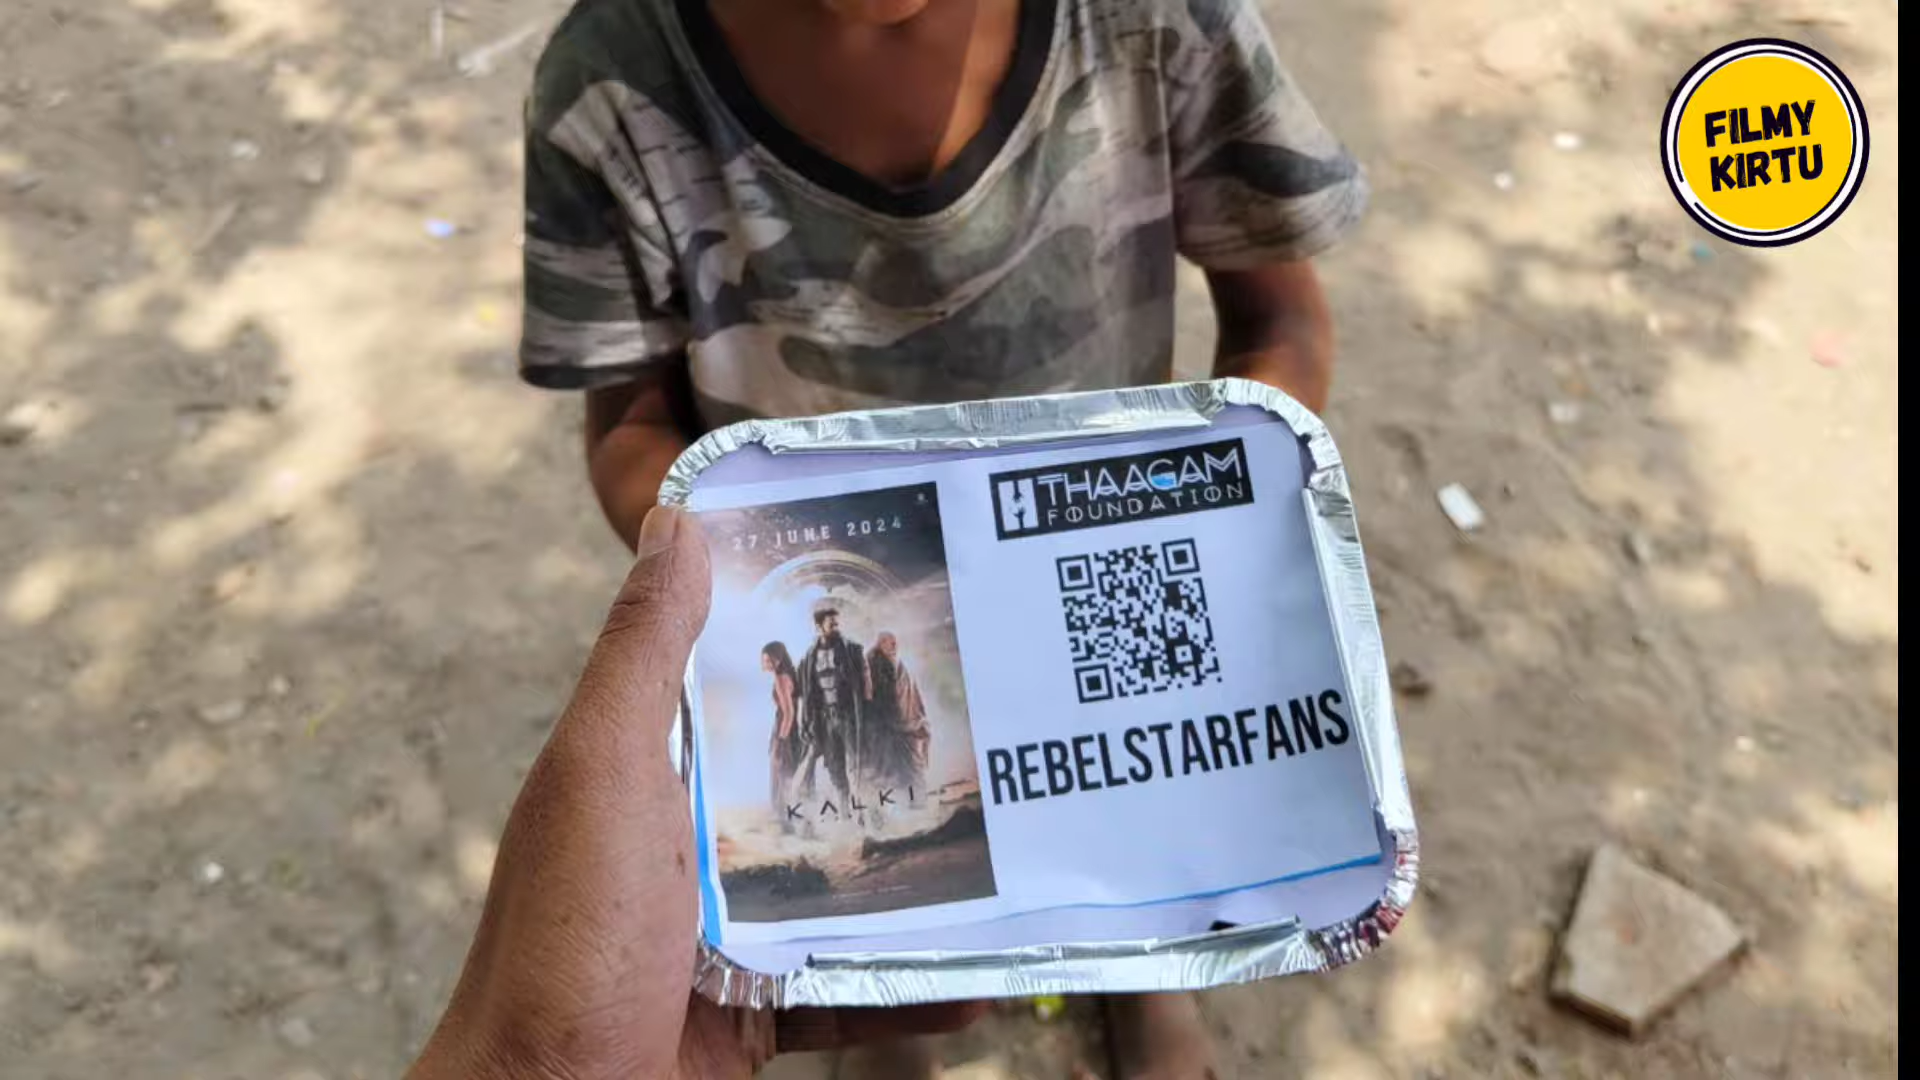 FILMY
KIRTU
THAAGAM
FOUNDATION
27 JUNE 2024
KALKI
REBELSTARFANS